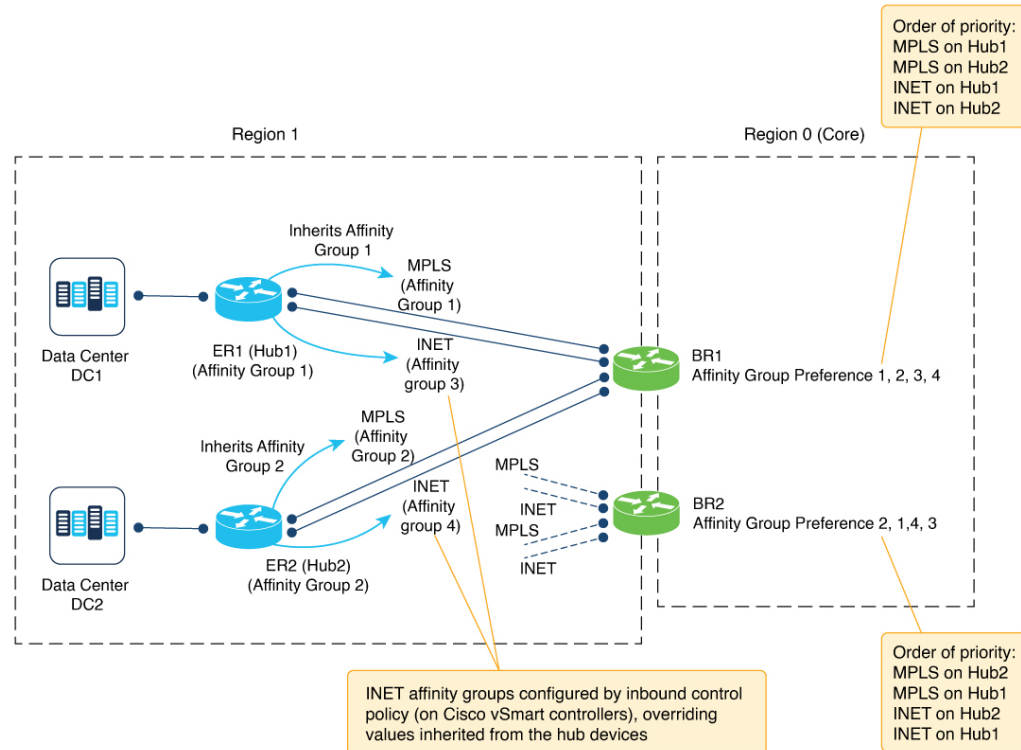 Order of priority:
MPLS on Hub1
MPLS on Hub2
INET on Hub1
INET on Hub2
Region 1
Region 0 (Core)
Inherits Affinity
Group 1
MPLS
(Affinity
Group 1)
Data Center
DC1
ER1 (Hub1)
(Affinity Group 1)
INET
(Affinity
group 3)
BR1
Affinity Group Preference 1, 2, 3, 4
Inherits Affinity
Group 2
MPLS
(Affinity
Group 2)
INET
(Affinity
group 4)
MPLS
INET
MPLS
INET
BR2
Affinity Group Preference 2, 1,4, 3
Data Center
DC2
ER2 (Hub2)
(Affinity Group 2)
INET affinity groups configured by inbound control
policy (on Cisco vSmart controllers), overriding
values inherited from the hub devices
Order of priority:
MPLS on Hub2
MPLS on Hub1
INET on Hub2
INET on Hub1